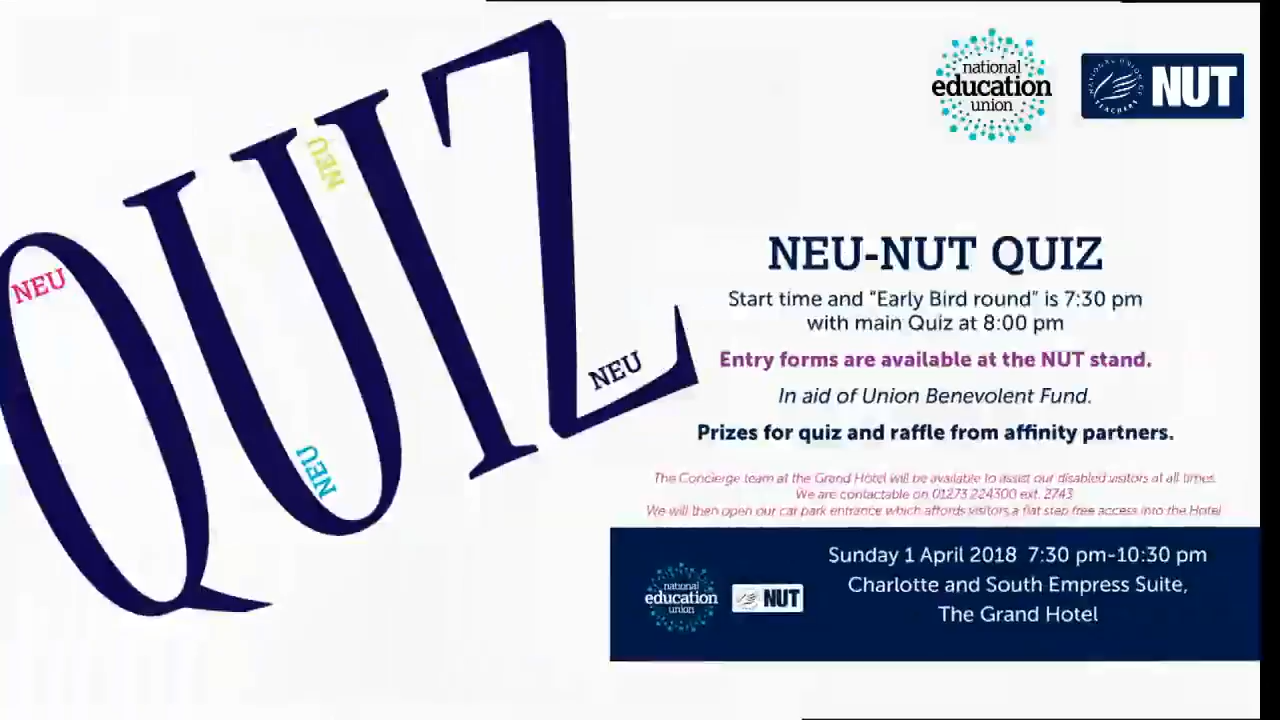 QUIZ
NEU
NEU
NEU
NEU
national
education
union
NATIONAL UNION OF
TEACHERS
NUT
NEU-NUT QUIZ
Start time and “Early Bird round” is 7:30 pm
with main Quiz at 8:00 pm
Entry forms are available at the NUT stand.
In aid of Union Benevolent Fund.
Prizes for quiz and raffle from affinity partners.
The Concierge team at the Grand Hotel will be available to assist our disabled visitors at all times.
We are contactable on 01273 224300 ext. 2743
We will then open our car park entrance which affords visitors a flat step free access into the Hotel
national
education
union
NUT
Sunday 1 April 2018 7:30 pm-10:30 pm
Charlotte and South Empress Suite,
The Grand Hotel